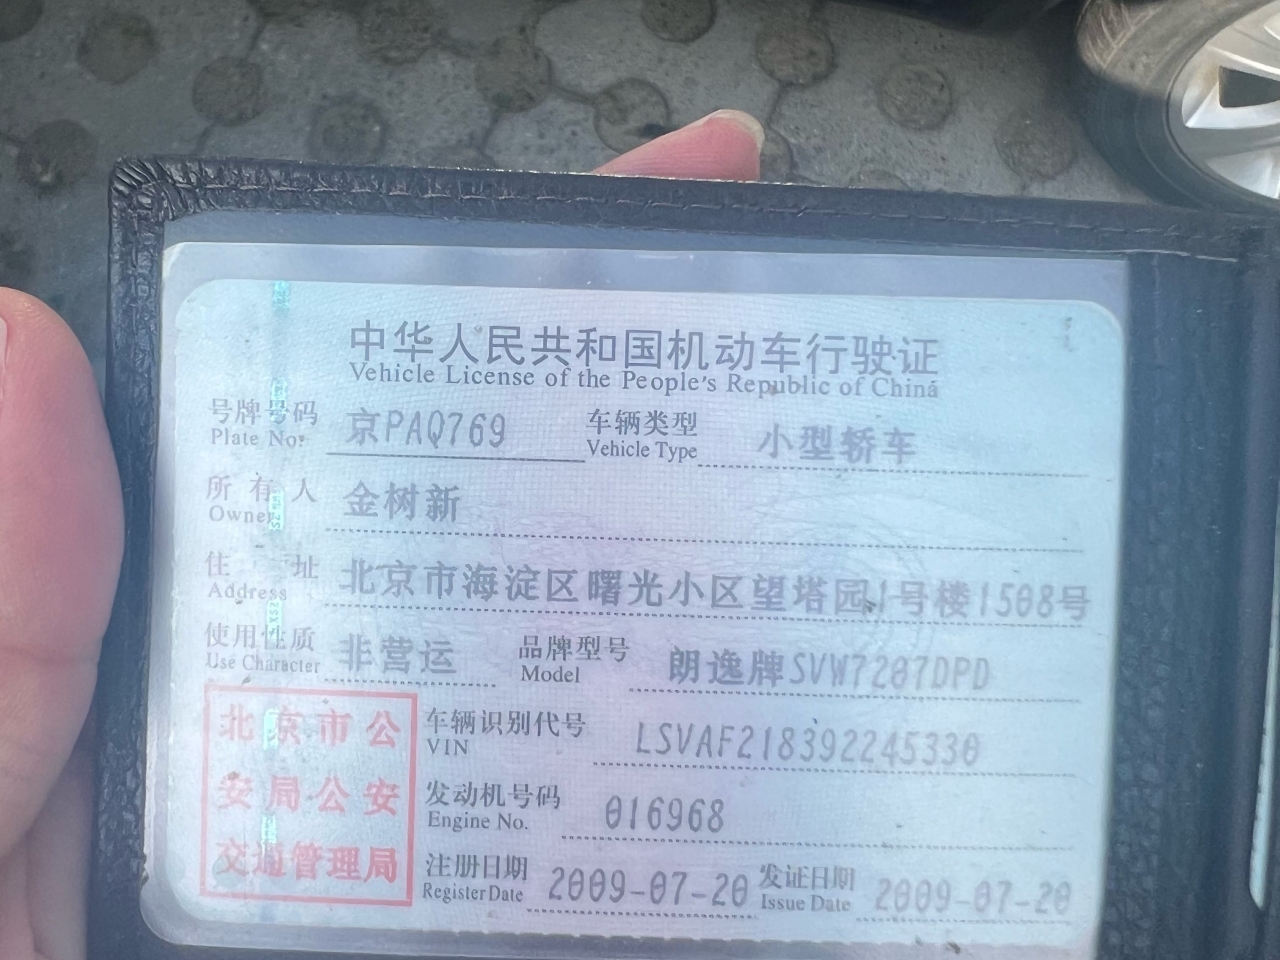 中华人民共和国机动车行驶证
Vehicle License of the People's Republic of China
号牌号码 京PAQ769 车辆类型 小型轿车
Plate No. Vehicle Type
所有人 金树新
Owner
住址 北京市海淀区曙光小区望塔园1号楼1508号
Address
使用性质 非营运 品牌型号 朗逸牌SVW7207DPD
Use Character Model
北京市公
安局公安
交通管理局
车辆识别代号 LSVAF218392245330
VIN
发动机号码 016968
Engine No.
注册日期 2009-07-20 发证日期 2009-07-20
Register Date Issue Date